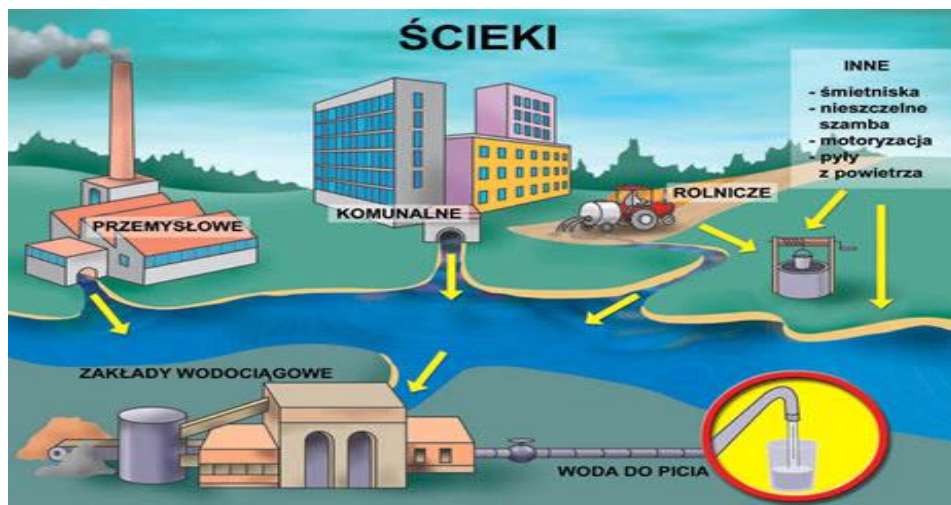 ŚCIEKI
INNE
- śmietniska
- nieszczelne
szamba
- motoryzacja
- pyły
z powietrza
ROLNICZE
KOMUNALNE
PRZEMYSŁOWE
ZAKŁADY WODOCIĄGOWE
WODA DO PICIA